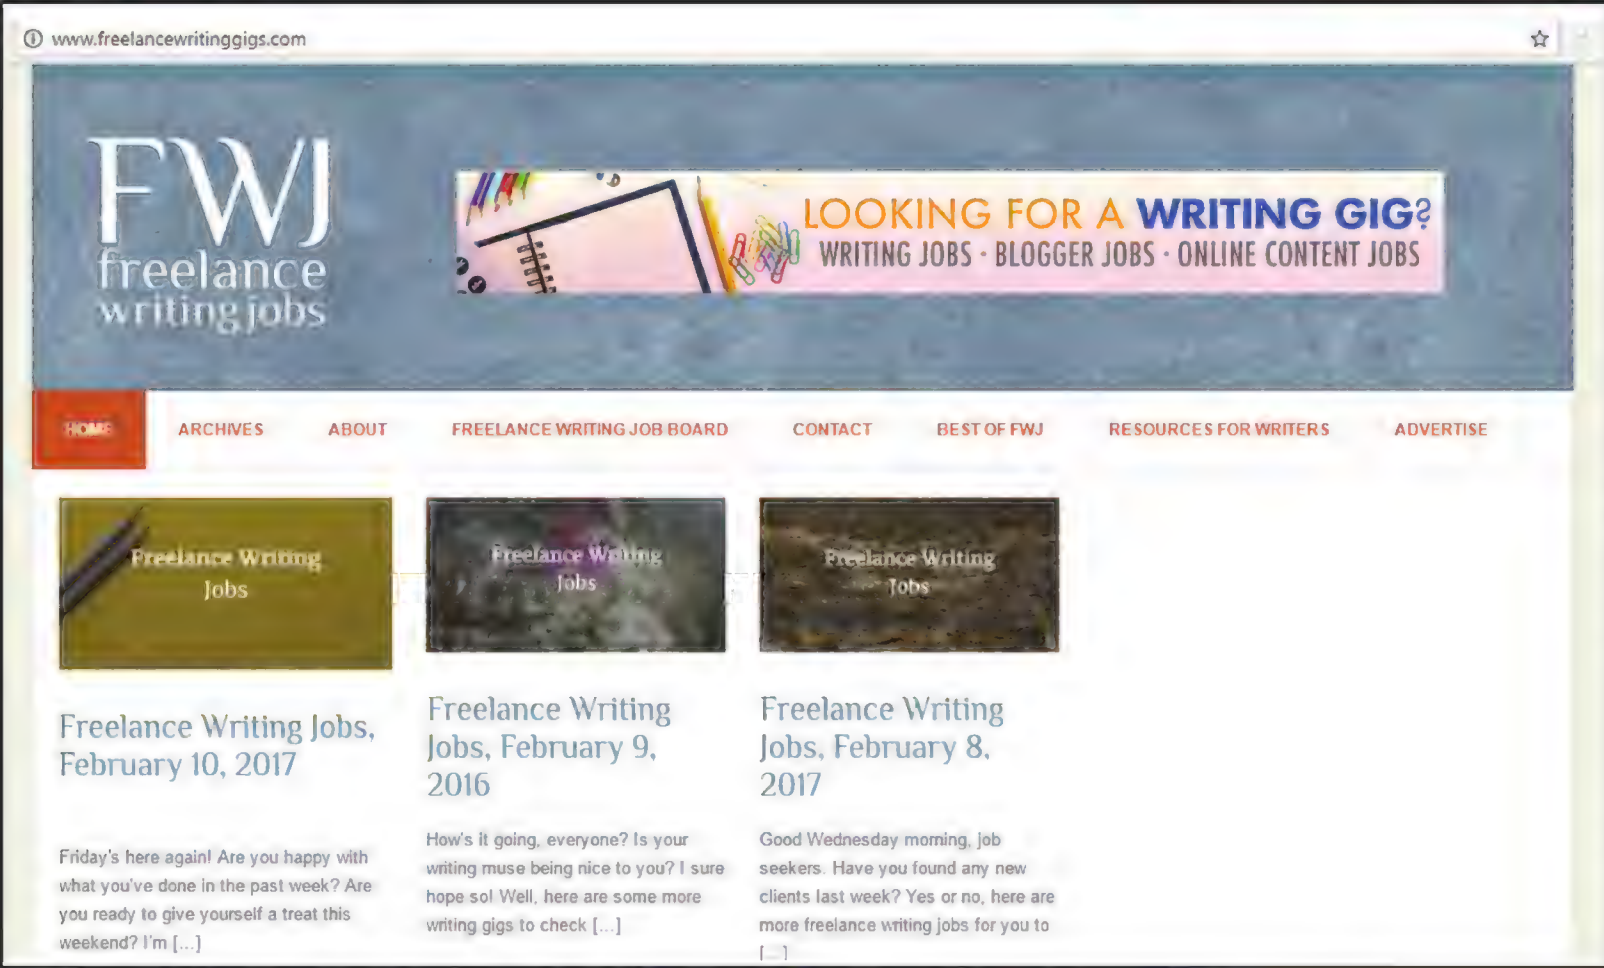 www.freelancewritinggigs.com
FWJ
freelance
writing jobs
LOOKING FOR A WRITING GIG?
WRITING JOBS · BLOGGER JOBS · ONLINE CONTENT JOBS
HOME ARCHIVES ABOUT FREELANCE WRITING JOB BOARD CONTACT BEST OF FWJ RESOURCES FOR WRITERS ADVERTISE
Freelance Writing
Jobs
Freelance Writing Jobs,
February 10, 2017
Friday's here again! Are you happy with
what you've done in the past week? Are
you ready to give yourself a treat this
weekend? I'm [...]
Freelance Writing
Jobs
Freelance Writing
Jobs, February 9,
2016
How's it going, everyone? Is your
writing muse being nice to you? I sure
hope so! Well, here are some more
writing gigs to check [...]
Freelance Writing
Jobs
Freelance Writing
Jobs, February 8,
2017
Good Wednesday morning, job
seekers. Have you found any new
clients last week? Yes or no, here are
more freelance writing jobs for you to
[...]